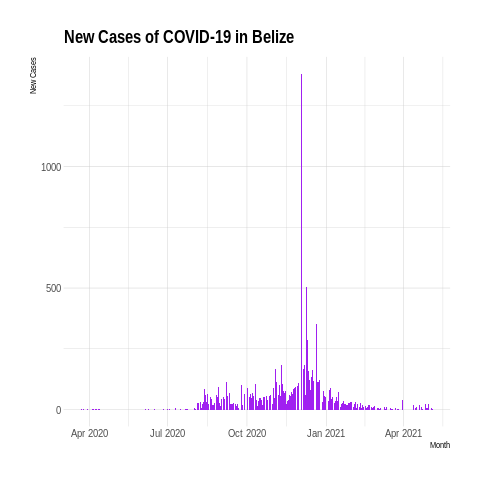 New Cases of COVID-19 in Belize
New Cases
1000
500
0
Apr 2020 Jul 2020 Oct 2020 Jan 2021 Apr 2021
Month